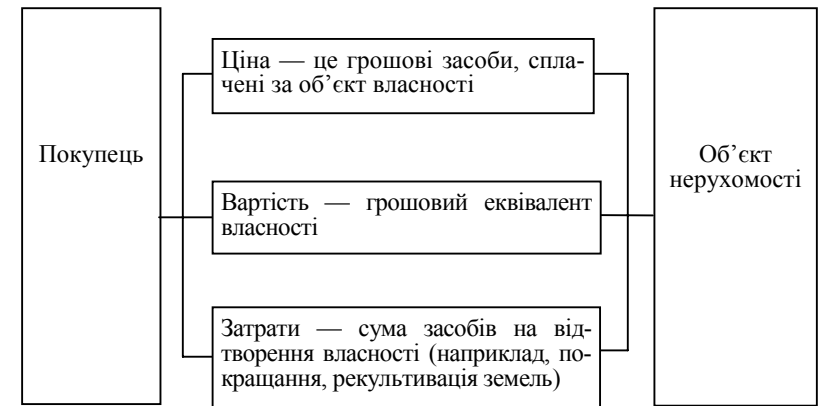 Ціна — це грошові засоби, спла-
чені за об’єкт власності
Покупець
Об’єкт
нерухомості
Вартість — грошовий еквівалент
власності
Затрати — сума засобів на від-
творення власності (наприклад, по-
кращання, рекультивація земель)